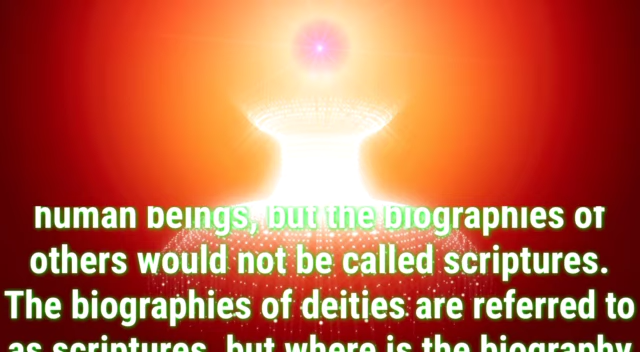 human beings, but the biographies of
others would not be called scriptures.
The biographies of deities are referred to
as scriptures, but where is the biography